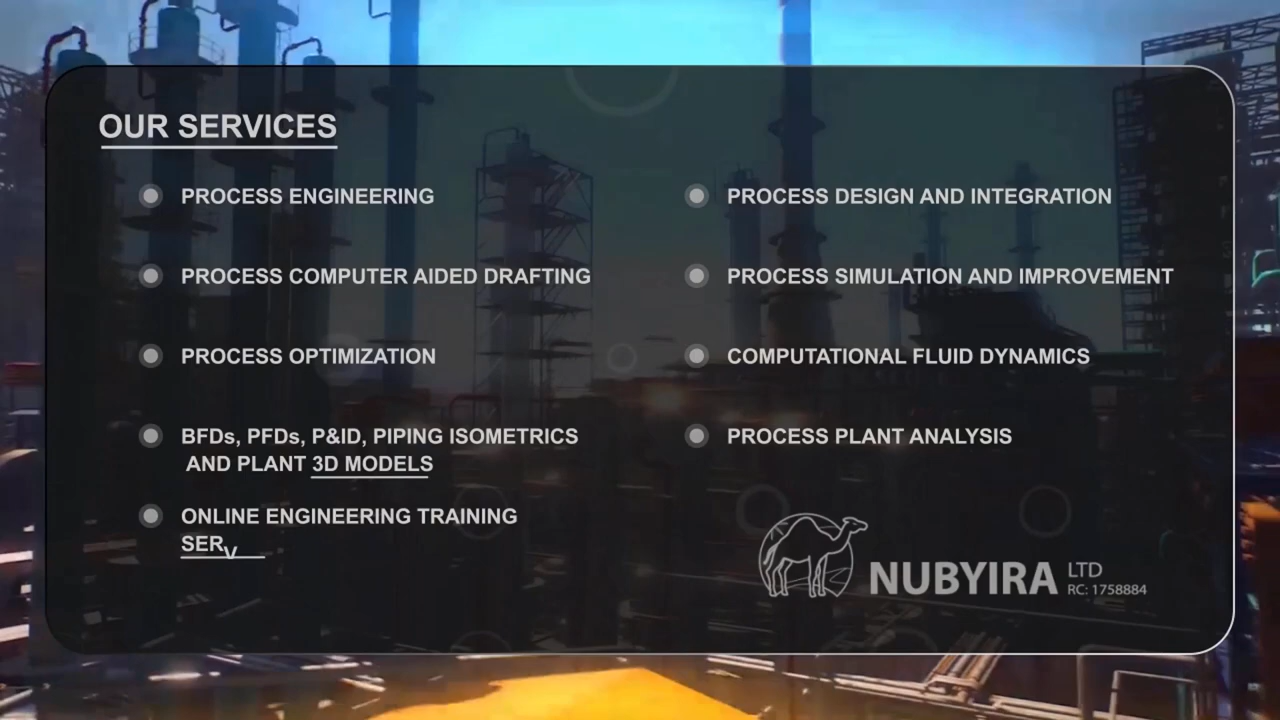 OUR SERVICES
PROCESS ENGINEERING
PROCESS COMPUTER AIDED DRAFTING
PROCESS OPTIMIZATION
BFDs, PFDs, P&ID, PIPING ISOMETRICS
AND PLANT 3D MODELS
ONLINE ENGINEERING TRAINING
SERV
PROCESS DESIGN AND INTEGRATION
PROCESS SIMULATION AND IMPROVEMENT
COMPUTATIONAL FLUID DYNAMICS
PROCESS PLANT ANALYSIS
NUBYIRA LTD
RC: 1758884